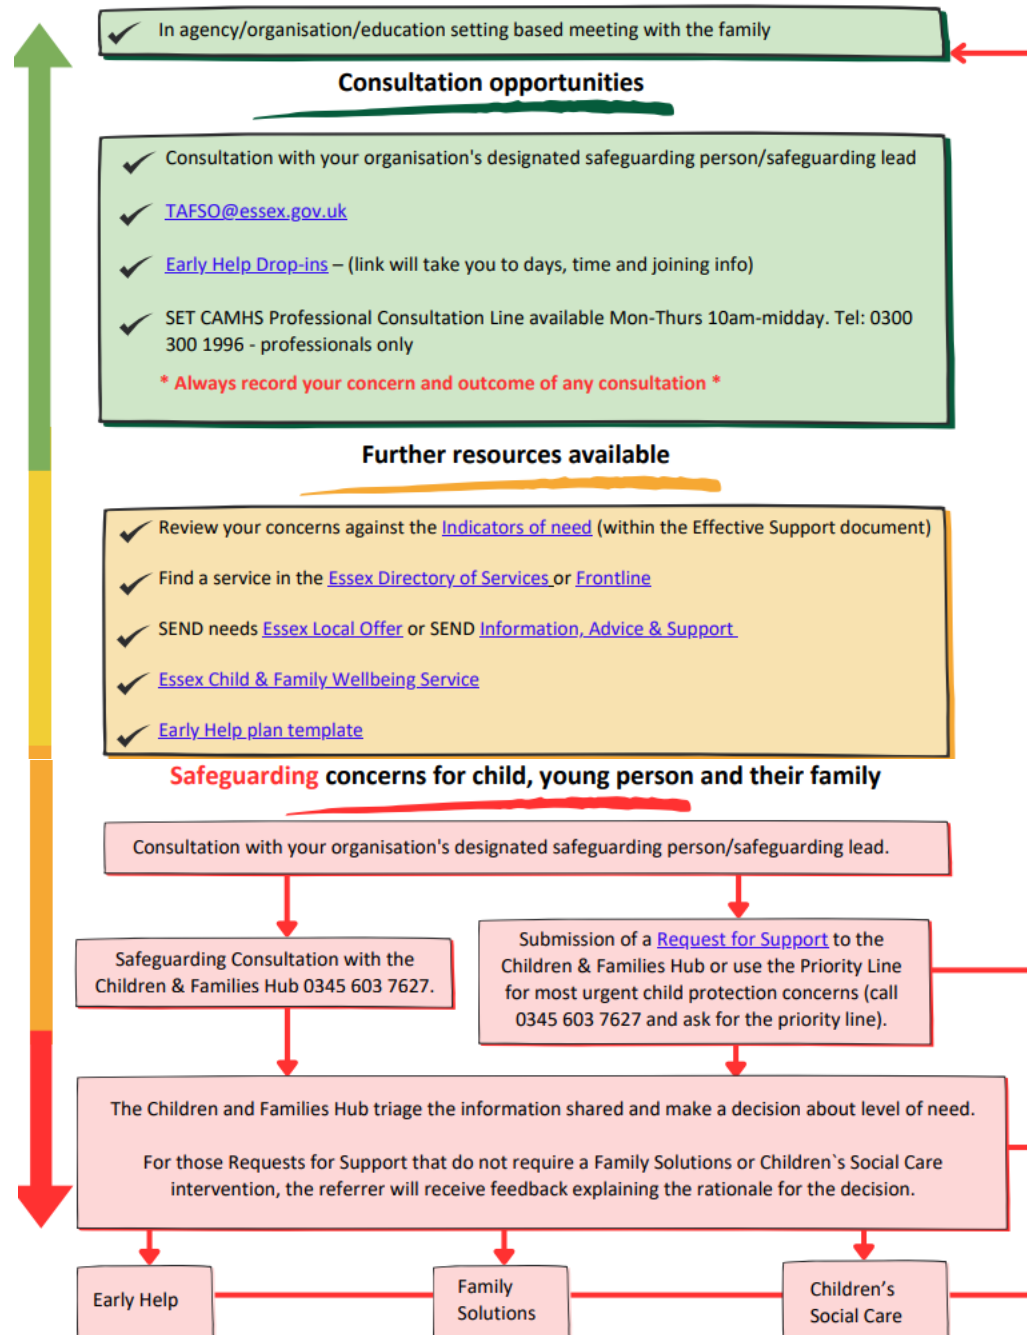 In agency/organisation/education setting based meeting with the family
Consultation opportunities
Consultation with your organisation's designated safeguarding person/safeguarding lead
TAFSO@essex.gov.uk
Early Help Drop-ins – (link will take you to days, time and joining info)
SET CAMHS Professional Consultation Line available Mon-Thurs 10am-midday. Tel: 0300
300 1996 - professionals only
* Always record your concern and outcome of any consultation *
Further resources available
Review your concerns against the Indicators of need (within the Effective Support document)
Find a service in the Essex Directory of Services or Frontline
SEND needs Essex Local Offer or SEND Information, Advice & Support
Essex Child & Family Wellbeing Service
Early Help plan template
Safeguarding concerns for child, young person and their family
Consultation with your organisation's designated safeguarding person/safeguarding lead.
Safeguarding Consultation with the
Children & Families Hub 0345 603 7627.
Submission of a Request for Support to the
Children & Families Hub or use the Priority Line
for most urgent child protection concerns (call
0345 603 7627 and ask for the priority line).
The Children and Families Hub triage the information shared and make a decision about level of need.
For those Requests for Support that do not require a Family Solutions or Children`s Social Care
intervention, the referrer will receive feedback explaining the rationale for the decision.
Early Help
Family
Solutions
Children’s
Social Care